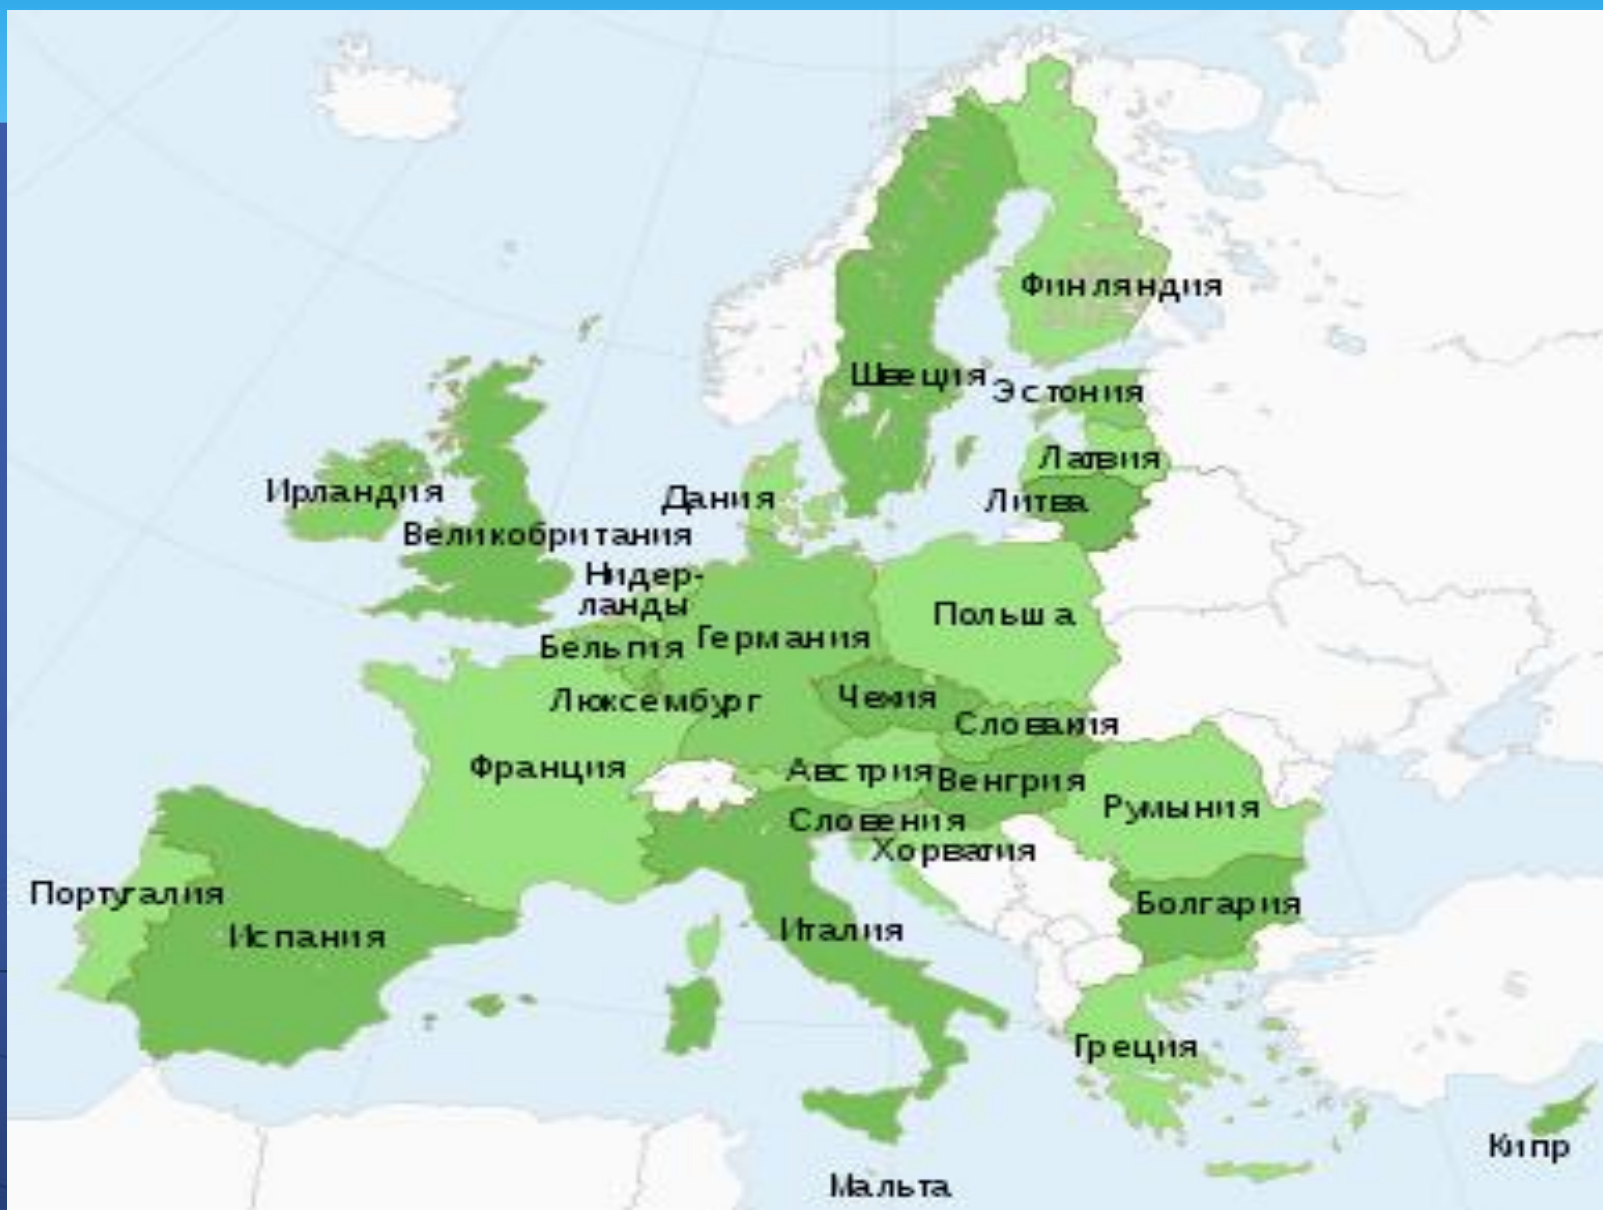 Финляндия
Швеция
Эстония
Латвия
Ирландия
Дания
Литва
Великобритания
Нидер-
ланды
Польша
Бельгия
Германия
Люксембург
Чехия
Словакия
Франция
Австрия
Венгрия
Румыния
Словения
Хорватия
Португалия
Болгария
Испания
Италия
Греция
Кипр
Мальта